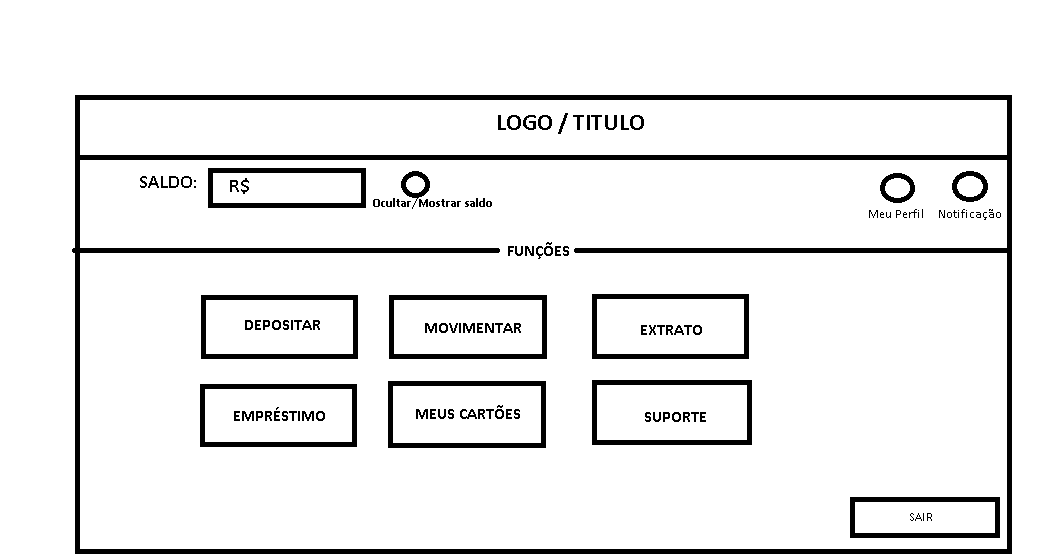 LOGO / TITULO
SALDO:
R$
Ocultar/Mostrar saldo
Meu Perfil
Notificação
FUNÇÕES
DEPOSITAR
MOVIMENTAR
EXTRATO
EMPRÉSTIMO
MEUS CARTÕES
SUPORTE
SAIR